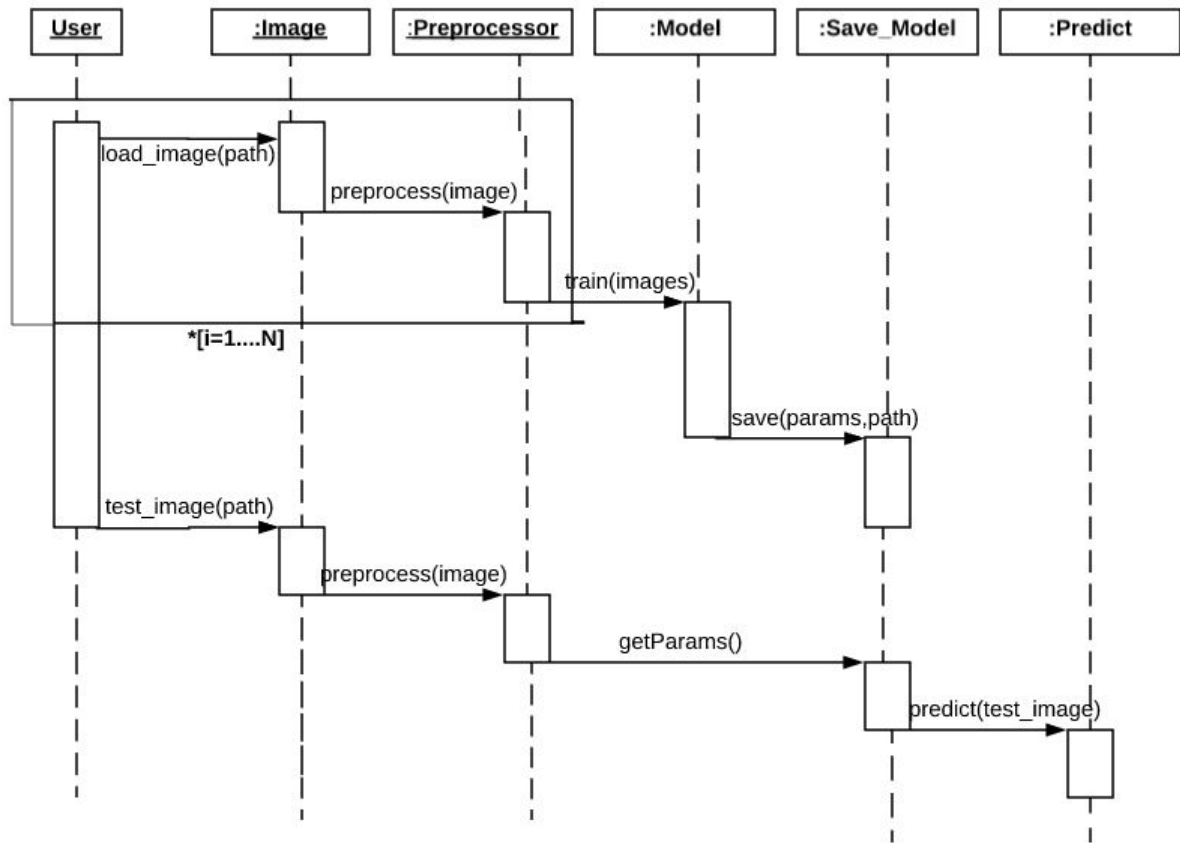 User
:Image
:Preprocessor
:Model
:Save_Model
:Predict
load_image(path)
preprocess(image)
train(images)
*[i=1....N]
save(params,path)
test_image(path)
preprocess(image)
getParams()
predict(test_image)